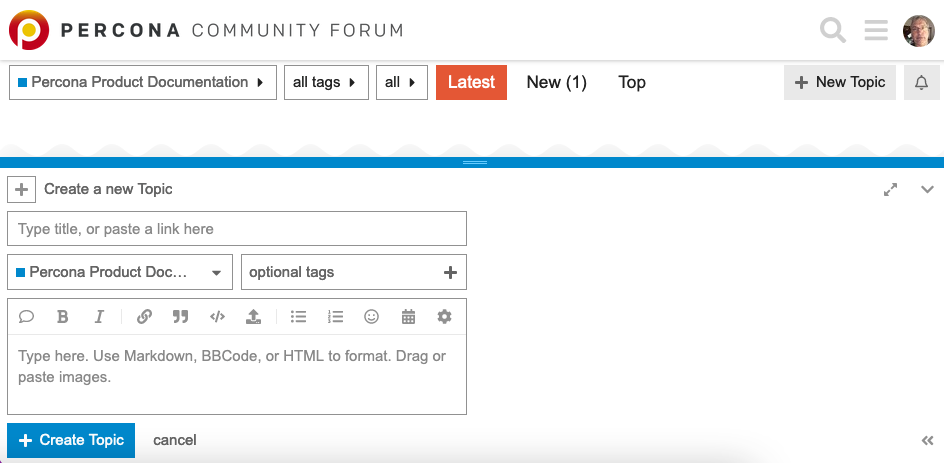 PERCONA COMMUNITY FORUM
Percona Product Documentation all tags all Latest New (1) Top New Topic
Create a new Topic
Type title, or paste a link here
Percona Product Doc... optional tags
Type here. Use Markdown, BBCode, or HTML to format. Drag or
paste images.
Create Topic cancel